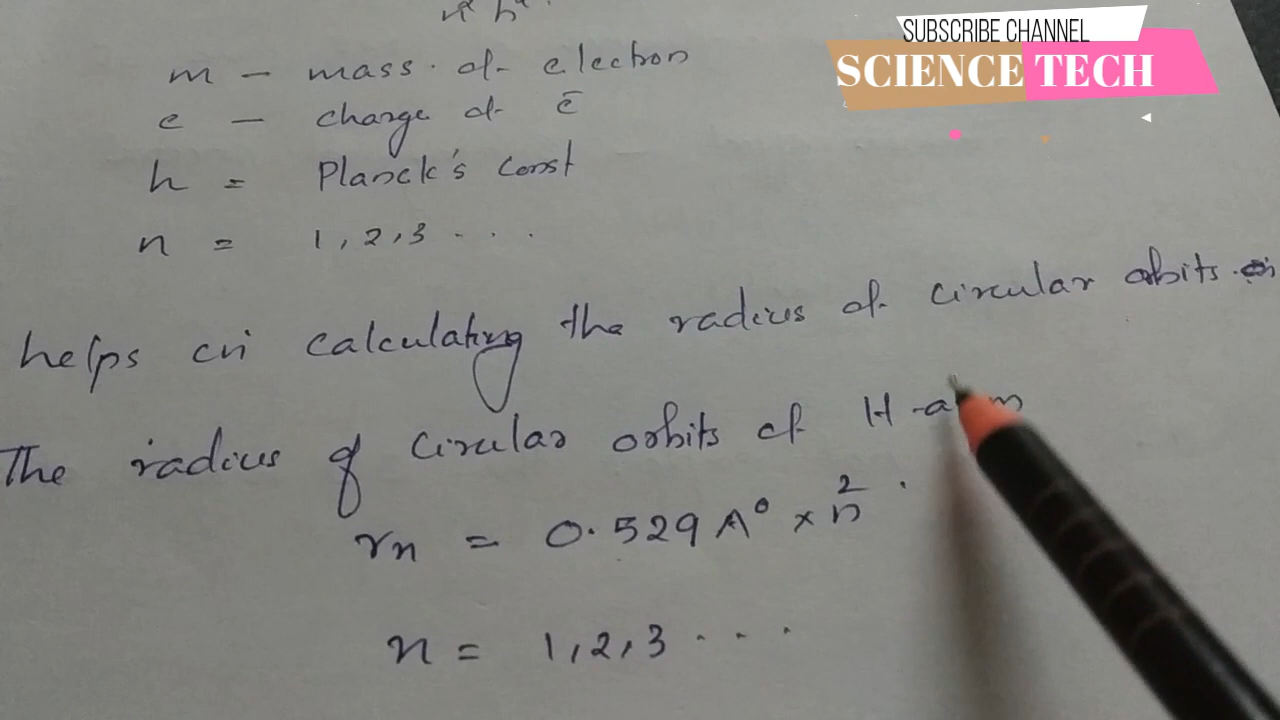 SUBSCRIBE CHANNEL
SCIENCE TECH
m - mass of electron
e - charge of ē
h = Planck's const
n = 1, 2, 3 . . .
helps in calculating the radius of circular orbits
The radius of circular orbits of H-atom
rn = 0.529 A° × n² .
n = 1, 2, 3 . . .